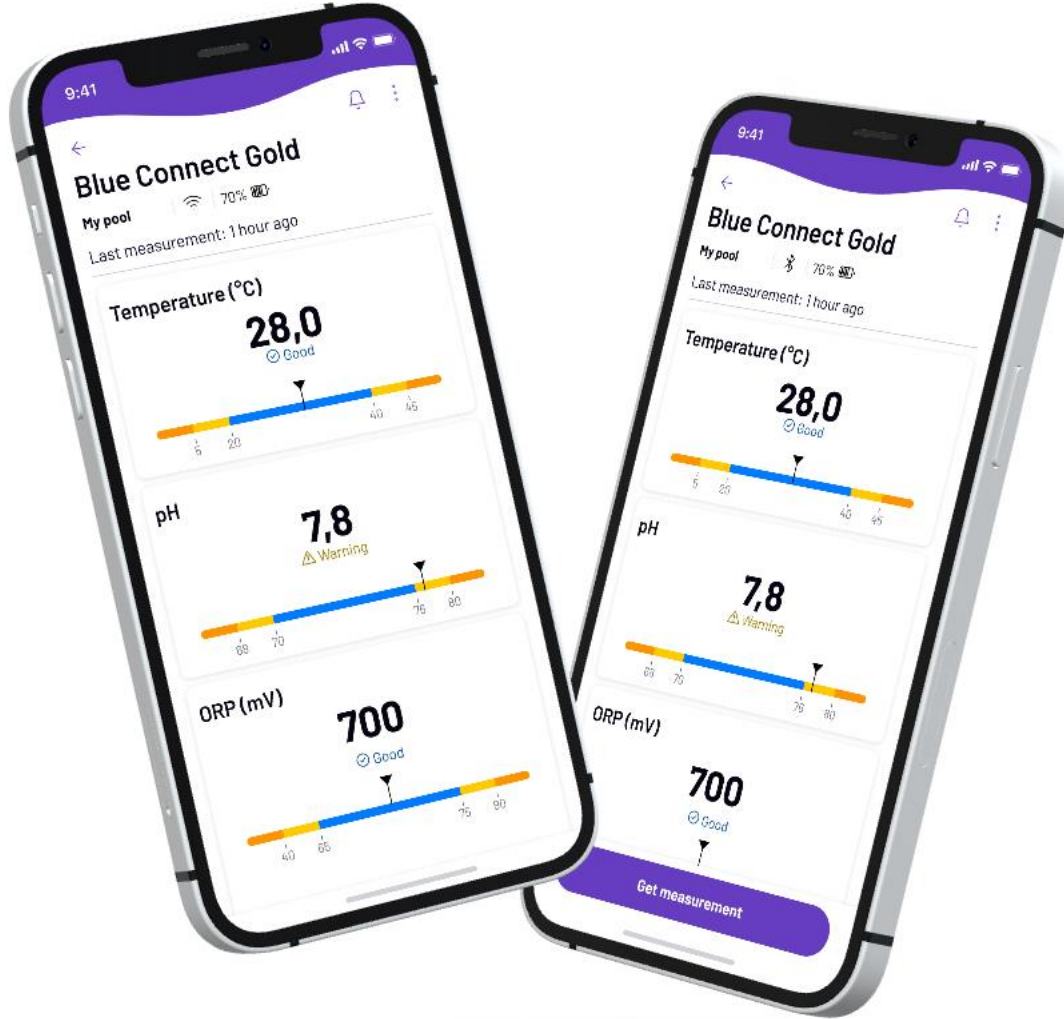 9:41
Blue Connect Gold
My pool 70%
Last measurement: 1 hour ago
Temperature (°C)
28,0
Good
5 20 40 45
pH
7,8
Warning
68 70 76 80
ORP (mV)
700
Good
40 65 75 90
9:41
Blue Connect Gold
My pool 70%
Last measurement: 1 hour ago
Temperature (°C)
28,0
Good
5 20 40 45
pH
7,8
Warning
68 70 76 80
ORP (mV)
700
Good
Get measurement